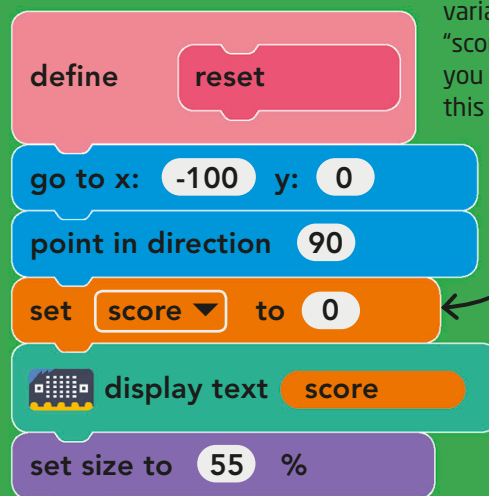 varia
“sco
you
this
define reset
go to x: -100 y: 0
point in direction 90
set score to 0
display text score
set size to 55 %